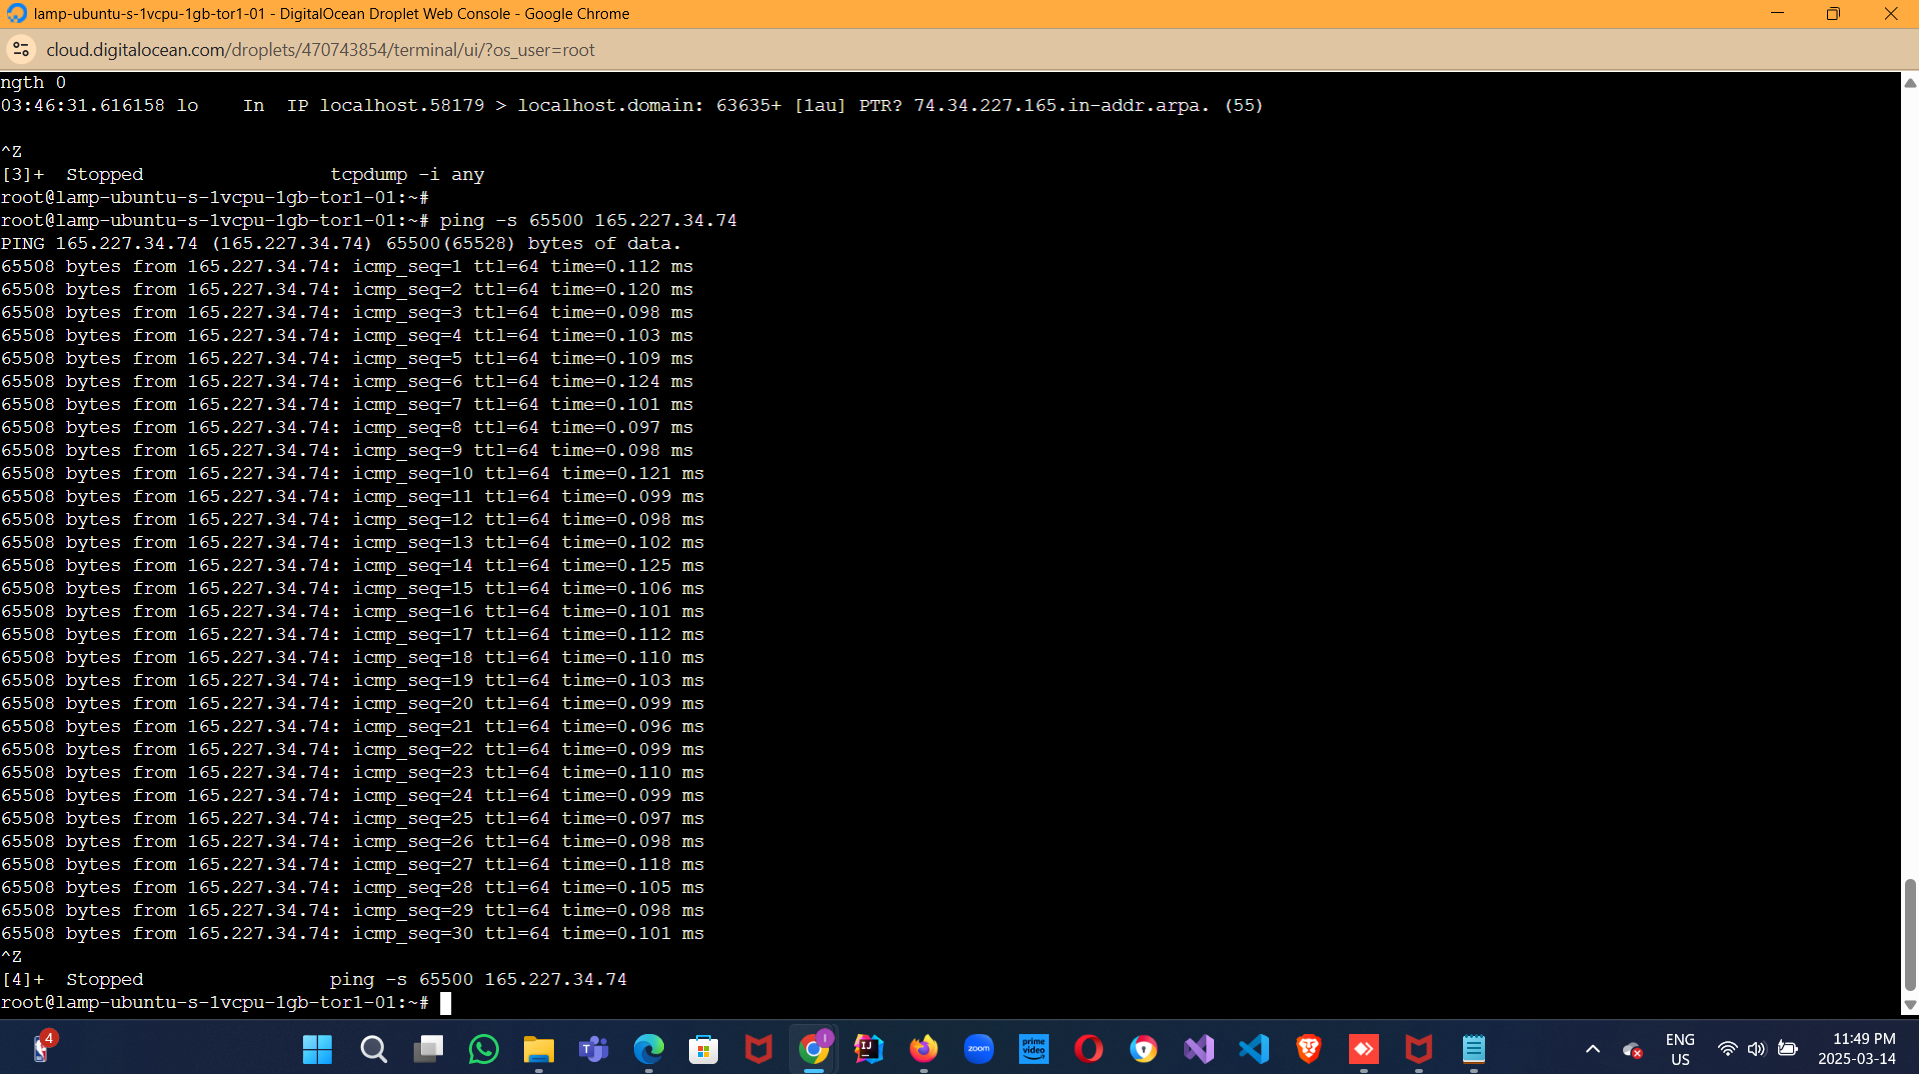 lamp-ubuntu-s-1vcpu-1gb-tor1-01 - DigitalOcean Droplet Web Console - Google Chrome
cloud.digitalocean.com/droplets/470743854/terminal/ui/?os_user=root
ngth 0
03:46:31.616158 lo    In  IP localhost.58179 > localhost.domain: 63635+ [1au] PTR? 74.34.227.165.in-addr.arpa. (55)
^Z
[3]+  Stopped                 tcpdump -i any
root@lamp-ubuntu-s-1vcpu-1gb-tor1-01:~#
root@lamp-ubuntu-s-1vcpu-1gb-tor1-01:~# ping -s 65500 165.227.34.74
PING 165.227.34.74 (165.227.34.74) 65500(65528) bytes of data.
65508 bytes from 165.227.34.74: icmp_seq=1 ttl=64 time=0.112 ms
65508 bytes from 165.227.34.74: icmp_seq=2 ttl=64 time=0.120 ms
65508 bytes from 165.227.34.74: icmp_seq=3 ttl=64 time=0.098 ms
65508 bytes from 165.227.34.74: icmp_seq=4 ttl=64 time=0.103 ms
65508 bytes from 165.227.34.74: icmp_seq=5 ttl=64 time=0.109 ms
65508 bytes from 165.227.34.74: icmp_seq=6 ttl=64 time=0.124 ms
65508 bytes from 165.227.34.74: icmp_seq=7 ttl=64 time=0.101 ms
65508 bytes from 165.227.34.74: icmp_seq=8 ttl=64 time=0.097 ms
65508 bytes from 165.227.34.74: icmp_seq=9 ttl=64 time=0.098 ms
65508 bytes from 165.227.34.74: icmp_seq=10 ttl=64 time=0.121 ms
65508 bytes from 165.227.34.74: icmp_seq=11 ttl=64 time=0.099 ms
65508 bytes from 165.227.34.74: icmp_seq=12 ttl=64 time=0.098 ms
65508 bytes from 165.227.34.74: icmp_seq=13 ttl=64 time=0.102 ms
65508 bytes from 165.227.34.74: icmp_seq=14 ttl=64 time=0.125 ms
65508 bytes from 165.227.34.74: icmp_seq=15 ttl=64 time=0.106 ms
65508 bytes from 165.227.34.74: icmp_seq=16 ttl=64 time=0.101 ms
65508 bytes from 165.227.34.74: icmp_seq=17 ttl=64 time=0.112 ms
65508 bytes from 165.227.34.74: icmp_seq=18 ttl=64 time=0.110 ms
65508 bytes from 165.227.34.74: icmp_seq=19 ttl=64 time=0.103 ms
65508 bytes from 165.227.34.74: icmp_seq=20 ttl=64 time=0.099 ms
65508 bytes from 165.227.34.74: icmp_seq=21 ttl=64 time=0.096 ms
65508 bytes from 165.227.34.74: icmp_seq=22 ttl=64 time=0.099 ms
65508 bytes from 165.227.34.74: icmp_seq=23 ttl=64 time=0.110 ms
65508 bytes from 165.227.34.74: icmp_seq=24 ttl=64 time=0.099 ms
65508 bytes from 165.227.34.74: icmp_seq=25 ttl=64 time=0.097 ms
65508 bytes from 165.227.34.74: icmp_seq=26 ttl=64 time=0.098 ms
65508 bytes from 165.227.34.74: icmp_seq=27 ttl=64 time=0.118 ms
65508 bytes from 165.227.34.74: icmp_seq=28 ttl=64 time=0.105 ms
65508 bytes from 165.227.34.74: icmp_seq=29 ttl=64 time=0.098 ms
65508 bytes from 165.227.34.74: icmp_seq=30 ttl=64 time=0.101 ms
^Z
[4]+  Stopped                 ping -s 65500 165.227.34.74
root@lamp-ubuntu-s-1vcpu-1gb-tor1-01:~#
4
T
I
IJ
zoom
prime video
ENG
US
11:49 PM
2025-03-14